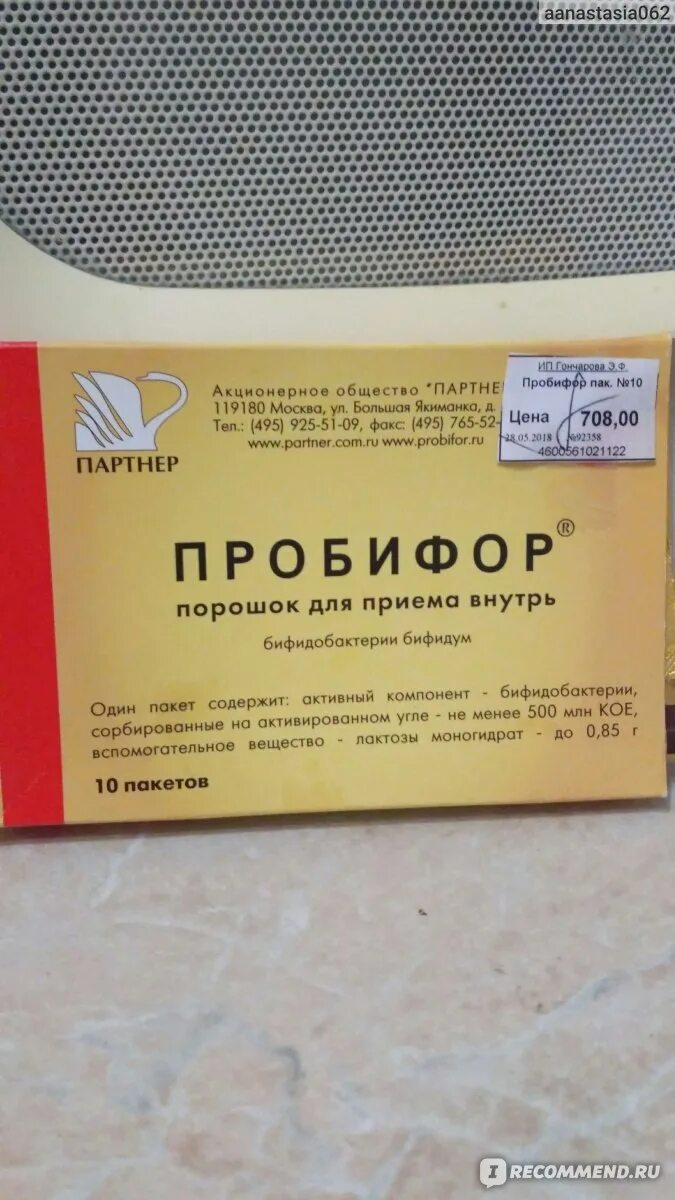 aanastasia062
Акционерное общество "ПАРТНЕ
119180 Москва, ул. Большая Якиманка, д.
Тел.: (495) 925-51-09, факс: (495) 765-52-
www.partner.com.ru www.probifor.ru
ПАРТНЕР
ИП Гончарова Э.Ф.
Пробифор пак. №10
Цена 708,00
28.05.2018 №92358
4600561021122
ПРОБИФОР®
порошок для приема внутрь
бифидобактерии бифидум
Один пакет содержит: активный компонент - бифидобактерии,
сорбированные на активированном угле - не менее 500 млн КОЕ,
вспомогательное вещество - лактозы моногидрат - до 0,85 г
10 пакетов
IRECOMMEND.RU